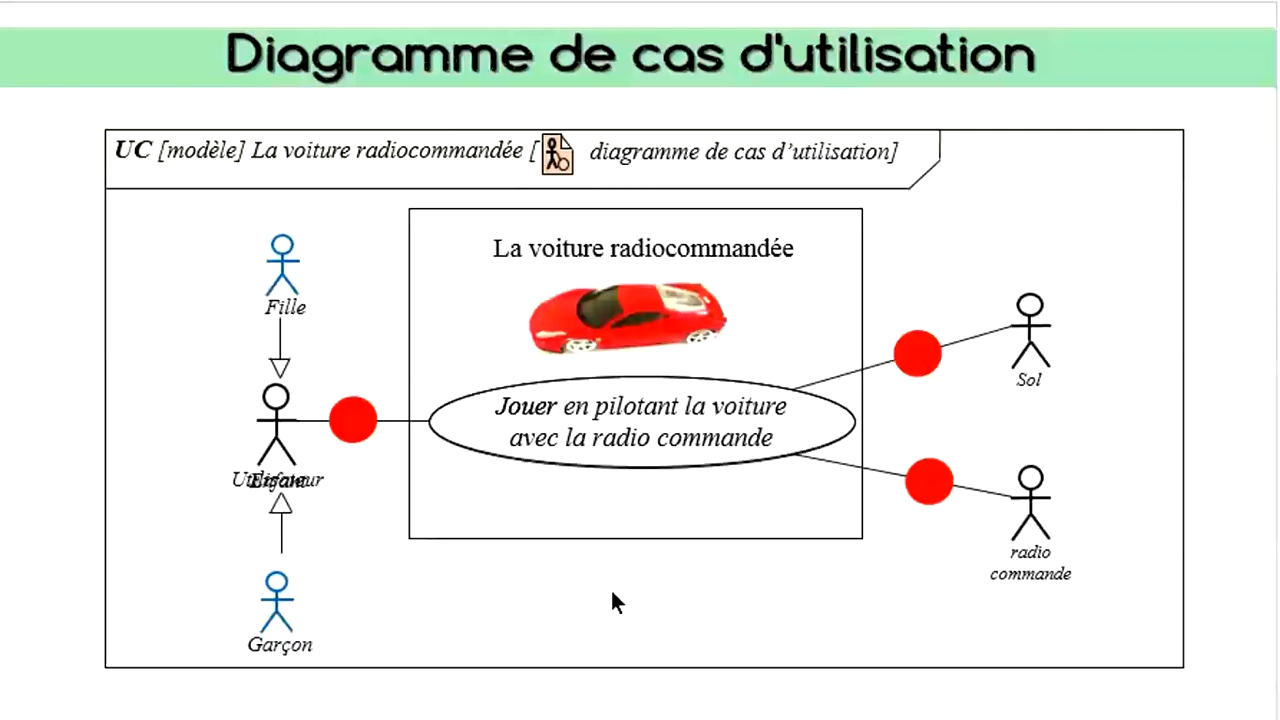 Diagramme de cas d'utilisation
UC [modèle] La voiture radiocommandée [ diagramme de cas d’utilisation]
La voiture radiocommandée
Fille
Sol
Jouer en pilotant la voiture
avec la radio commande
radio
commande
Garçon